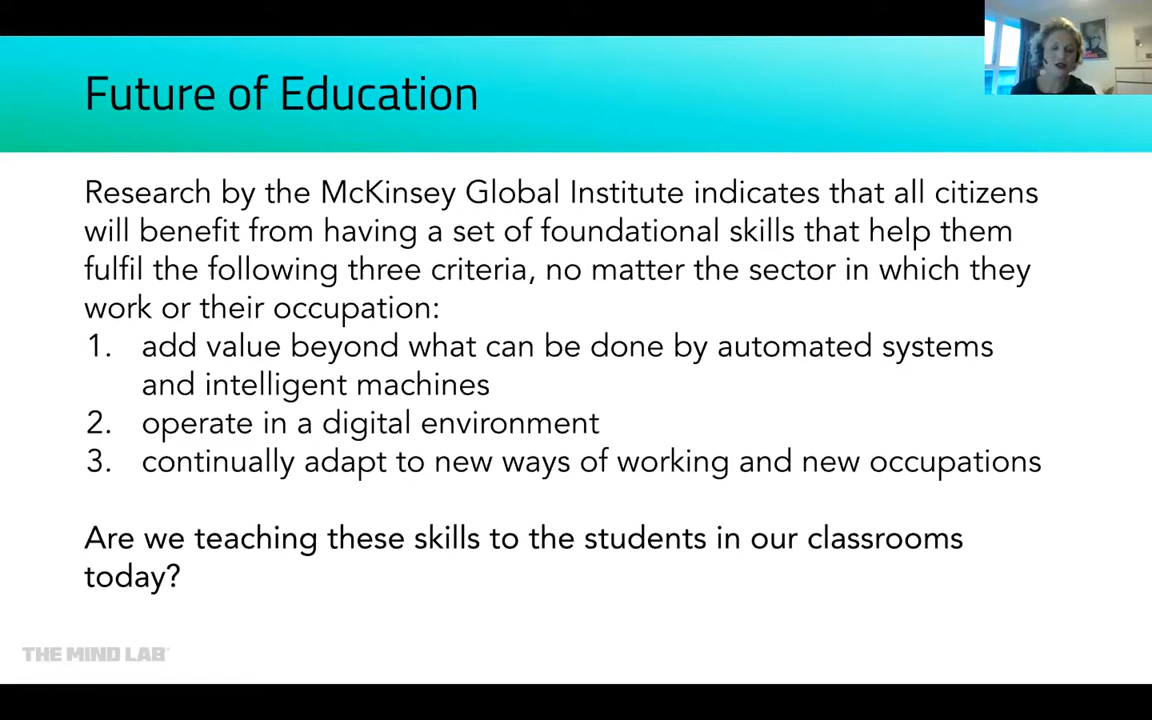 Future of Education
Research by the McKinsey Global Institute indicates that all citizens
will benefit from having a set of foundational skills that help them
fulfil the following three criteria, no matter the sector in which they
work or their occupation:
1. add value beyond what can be done by automated systems
and intelligent machines
2. operate in a digital environment
3. continually adapt to new ways of working and new occupations
Are we teaching these skills to the students in our classrooms
today?
THE MIND LAB